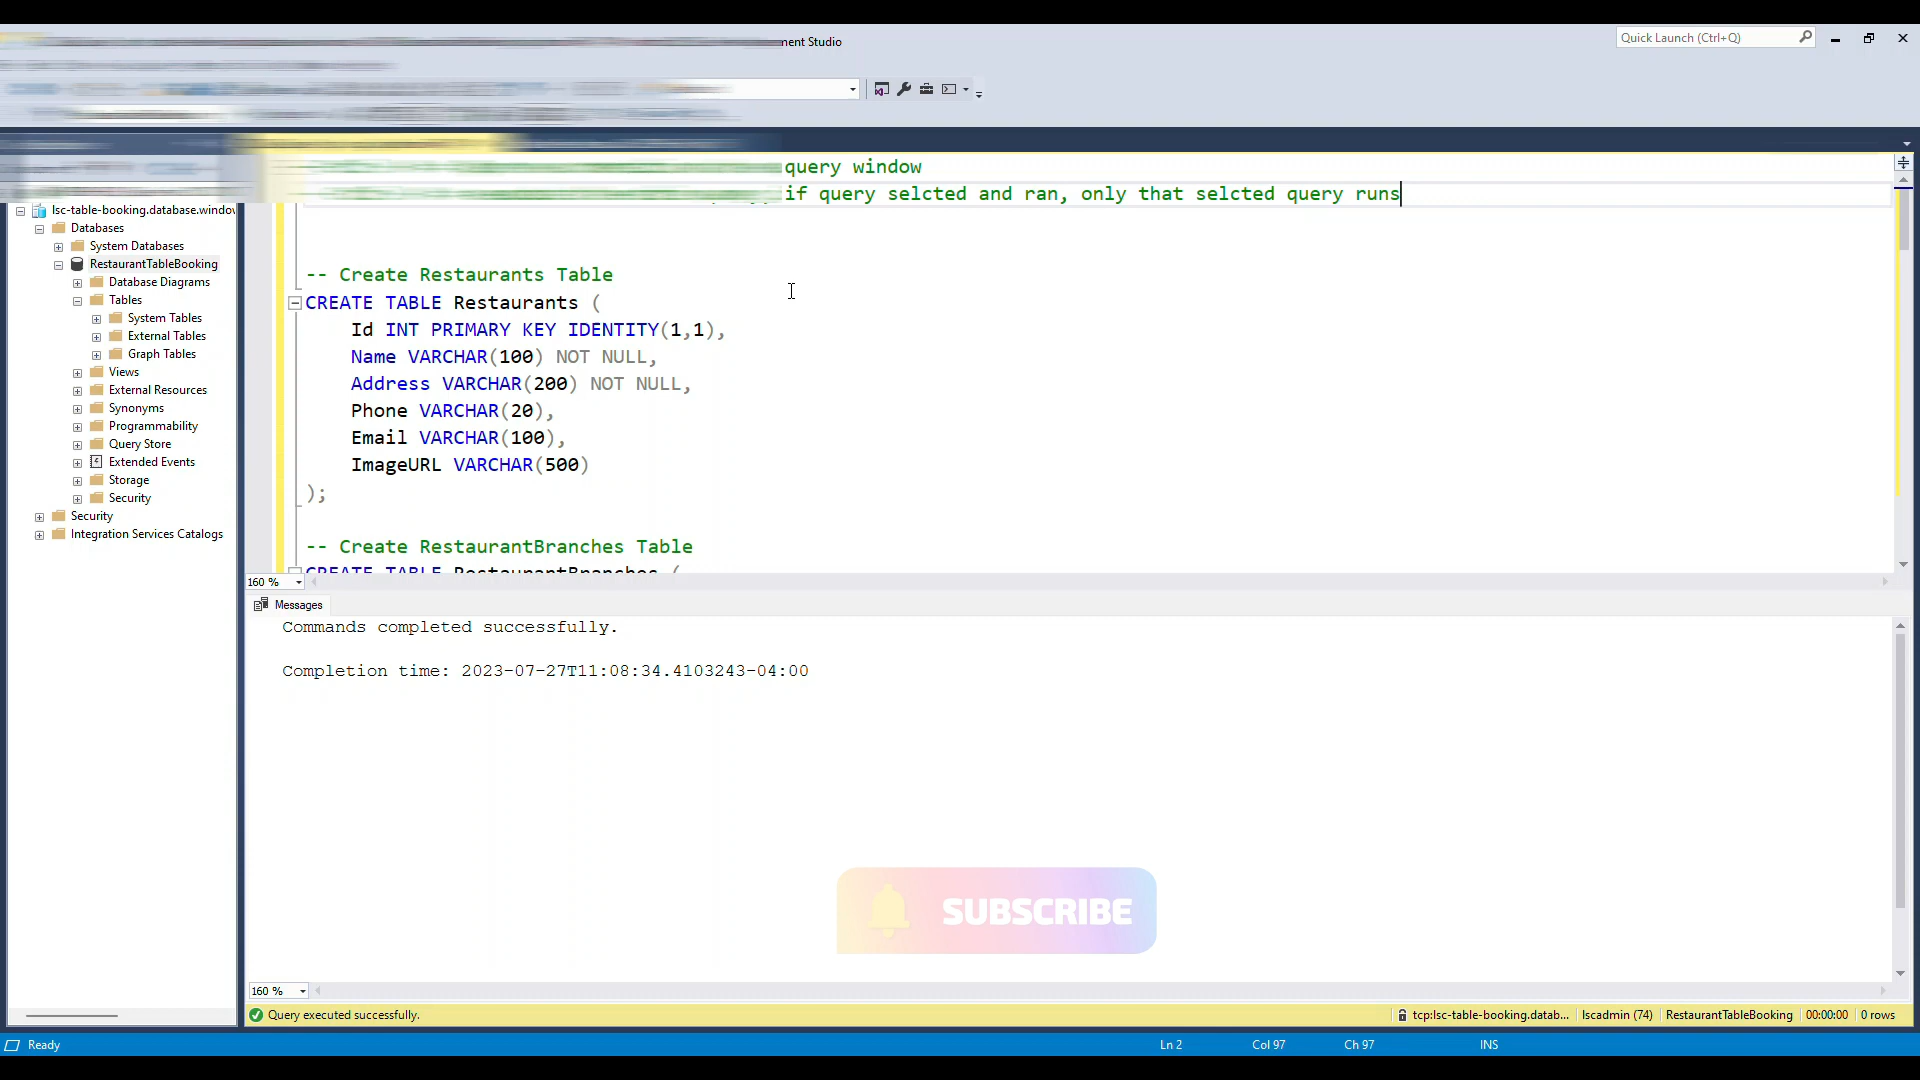 ment Studio
Quick Launch (Ctrl+Q)
query window
if query selcted and ran, only that selcted query runs
lsc-table-booking.database.windov
Databases
System Databases
RestaurantTableBooking
Database Diagrams
Tables
System Tables
External Tables
Graph Tables
Views
External Resources
Synonyms
Programmability
Query Store
Extended Events
Storage
Security
Security
Integration Services Catalogs
-- Create Restaurants Table
CREATE TABLE Restaurants (
Id INT PRIMARY KEY IDENTITY(1,1),
Name VARCHAR(100) NOT NULL,
Address VARCHAR(200) NOT NULL,
Phone VARCHAR(20),
Email VARCHAR(100),
ImageURL VARCHAR(500)
);
-- Create RestaurantBranches Table
CREATE TABLE RestaurantBranches (
160 %
Messages
Commands completed successfully.
Completion time: 2023-07-27T11:08:34.4103243-04:00
SUBSCRIBE
160 %
Query executed successfully.
tcp:lsc-table-booking.datab...
lscadmin (74)
RestaurantTableBooking
00:00:00
0 rows
Ready
Ln 2
Col 97
Ch 97
INS